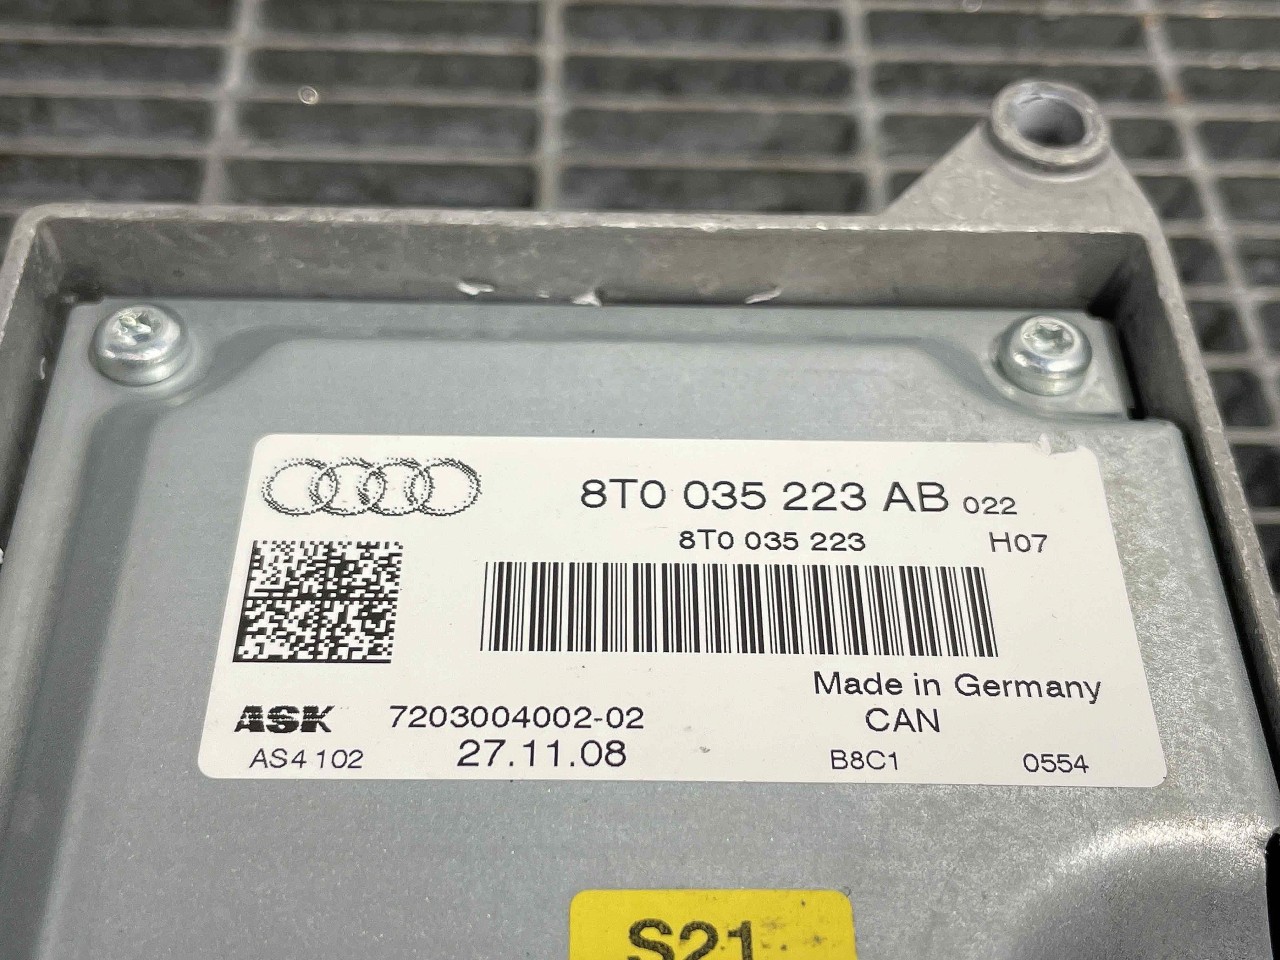 8T0 035 223 AB 022
8T0 035 223 H07
Made in Germany
ASK 7203004002-02 CAN
AS4 102 27.11.08 B8C1 0554
S21